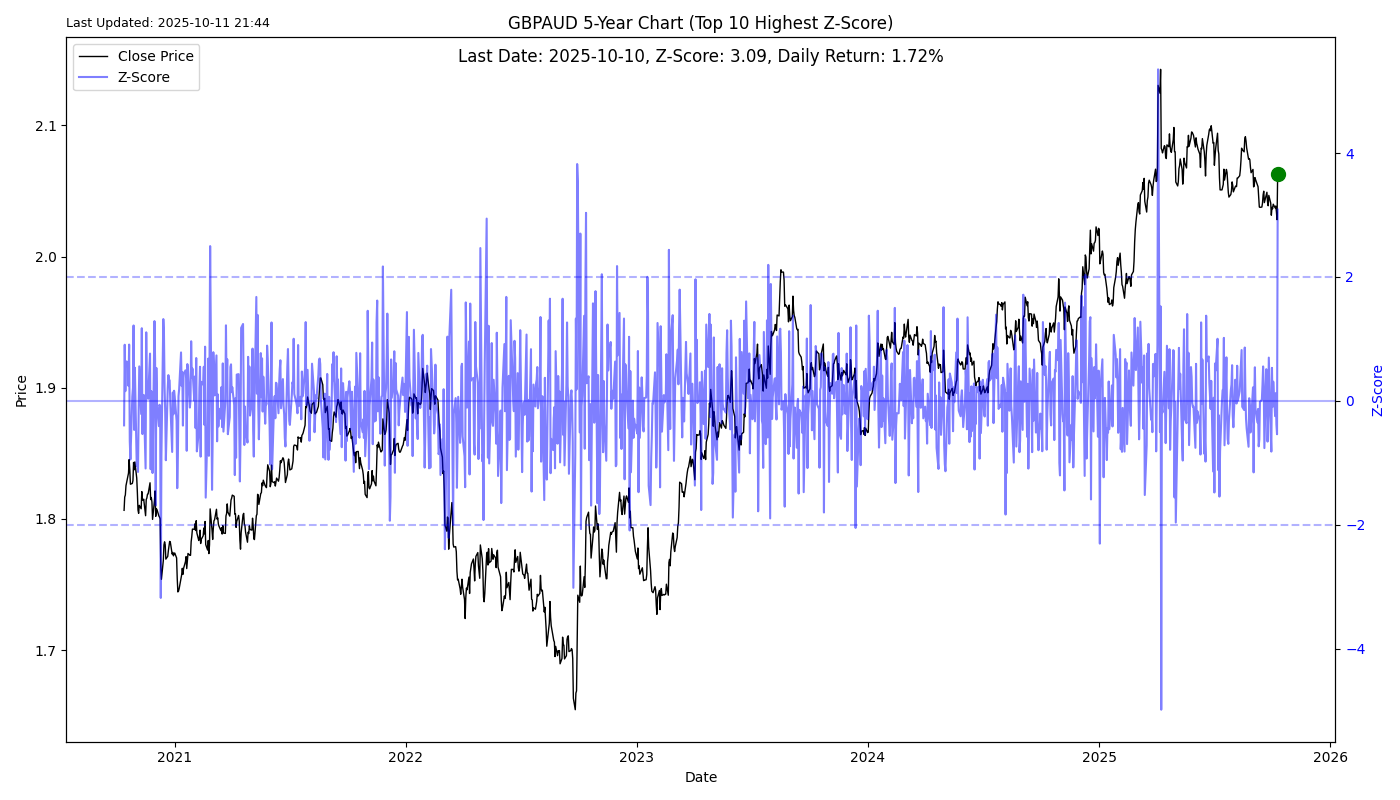 Last Updated: 2025-10-11 21:44
GBPAUD 5-Year Chart (Top 10 Highest Z-Score)
Last Date: 2025-10-10, Z-Score: 3.09, Daily Return: 1.72%
Close Price
Z-Score
2.1
2.0
1.9
1.8
1.7
Price
4
2
0
−2
−4
Z-Score
2021
2022
2023
2024
2025
2026
Date